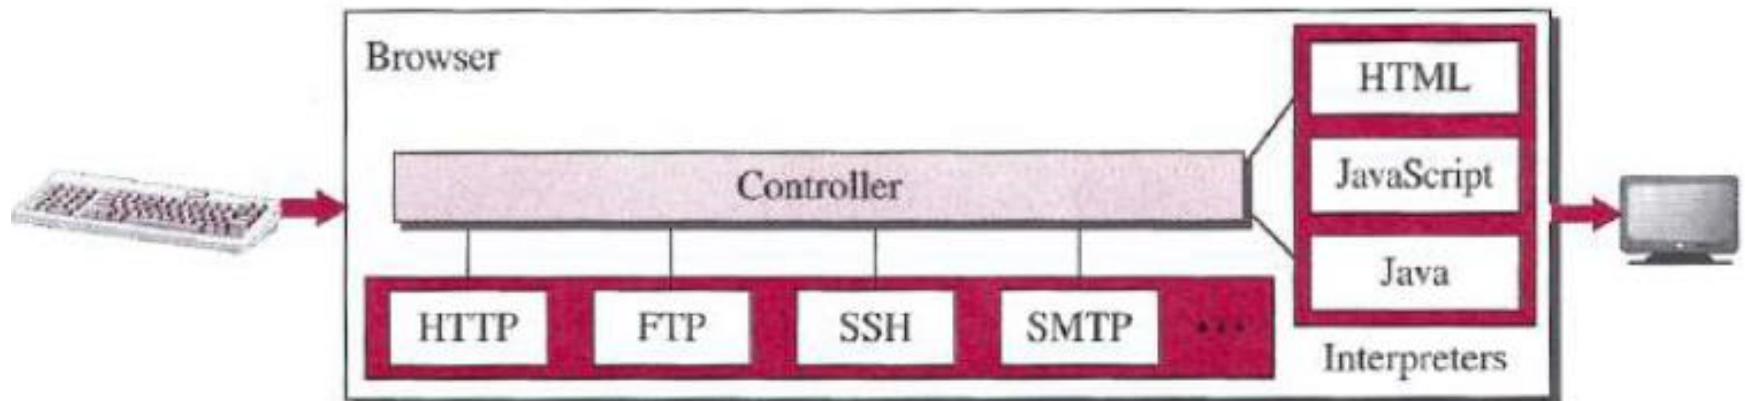 Browser
Controller
HTTP FTP SSH SMTP ...
HTML
JavaScript
Java
Interpreters